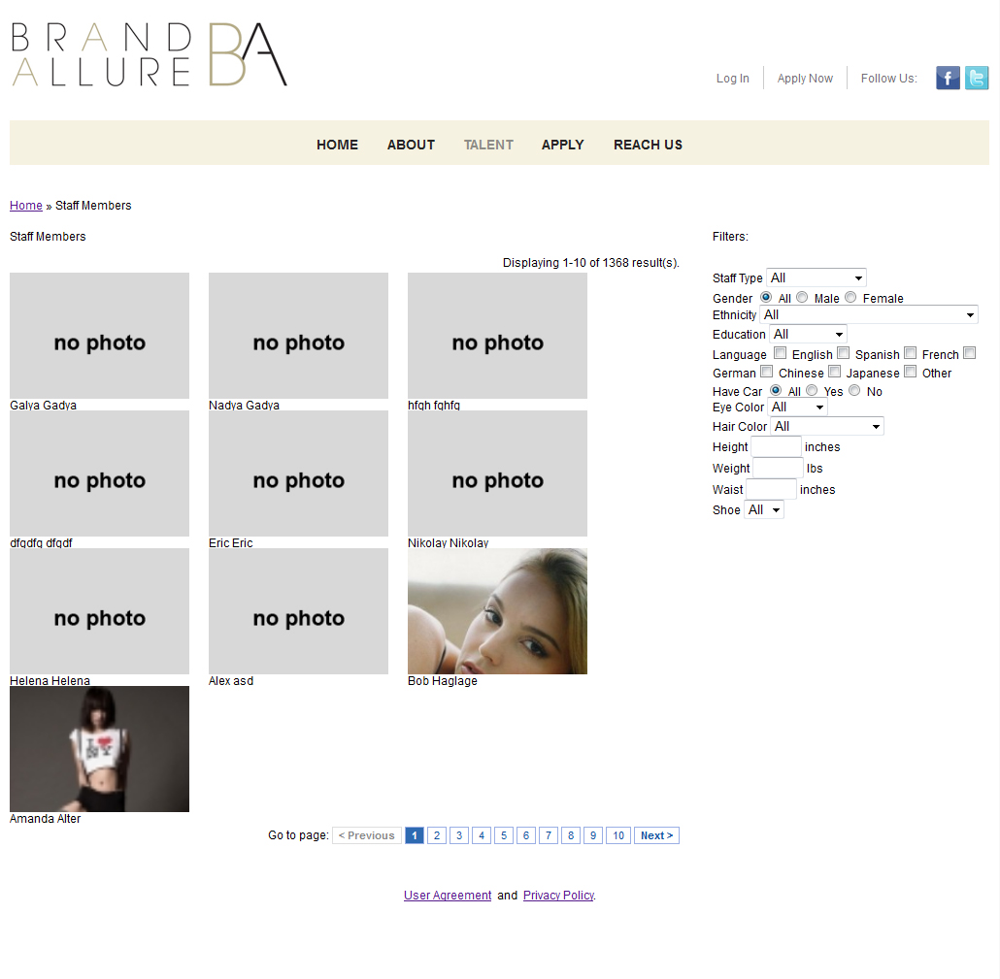 BRAND
ALLURE BA
Log In Apply Now Follow Us: f t
HOME ABOUT TALENT APPLY REACH US
Home » Staff Members
Staff Members
Displaying 1-10 of 1368 result(s).
no photo no photo no photo
Galya Gadya Nadya Gadya hfgh fghfg
no photo no photo no photo
dfgdfg dfgdf Eric Eric Nikolay Nikolay
no photo no photo
Helena Helena Alex asd Bob Haglage
I ❤ NY
Amanda Alter
Go to page: < Previous 1 2 3 4 5 6 7 8 9 10 Next >
Filters:
Staff Type All
Gender All Male Female
Ethnicity All
Education All
Language English Spanish French
German Chinese Japanese Other
Have Car All Yes No
Eye Color All
Hair Color All
Height inches
Weight lbs
Waist inches
Shoe All
User Agreement and Privacy Policy.